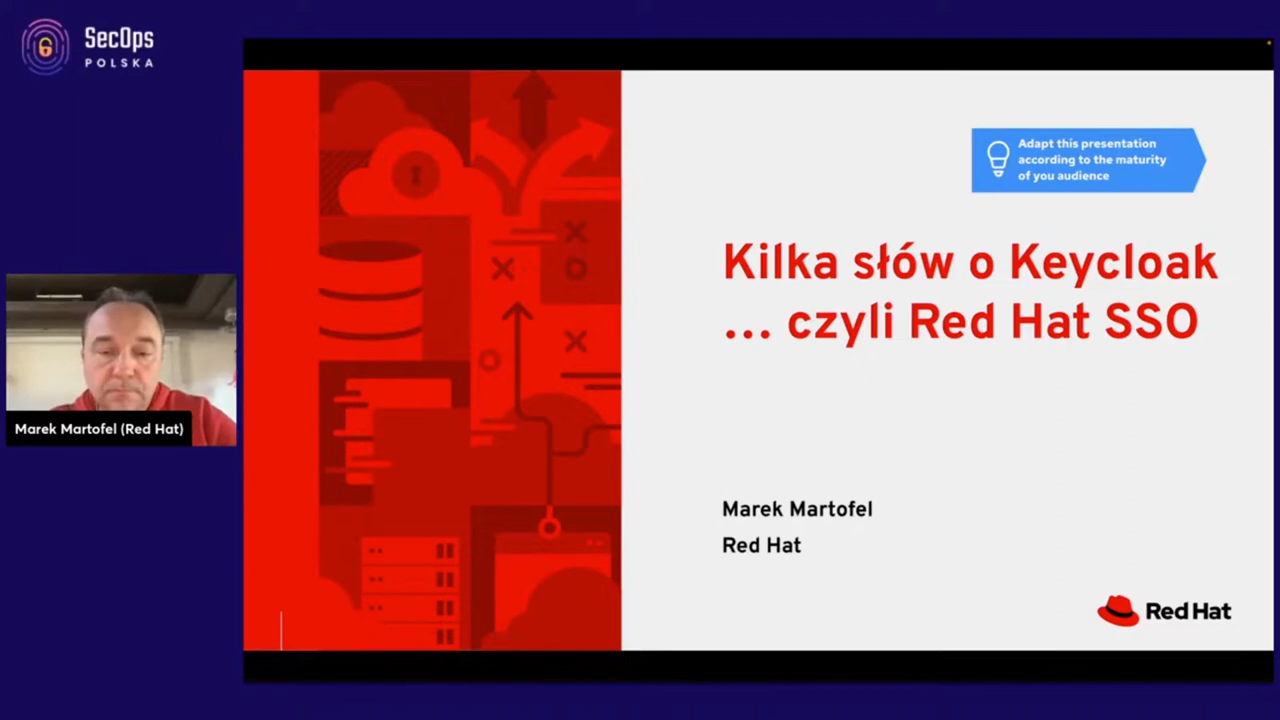 SecOps
POLSKA
Adapt this presentation
according to the maturity
of you audience
Kilka słów o Keycloak
... czyli Red Hat SSO
Marek Martofel
Red Hat
Red Hat
Marek Martofel (Red Hat)